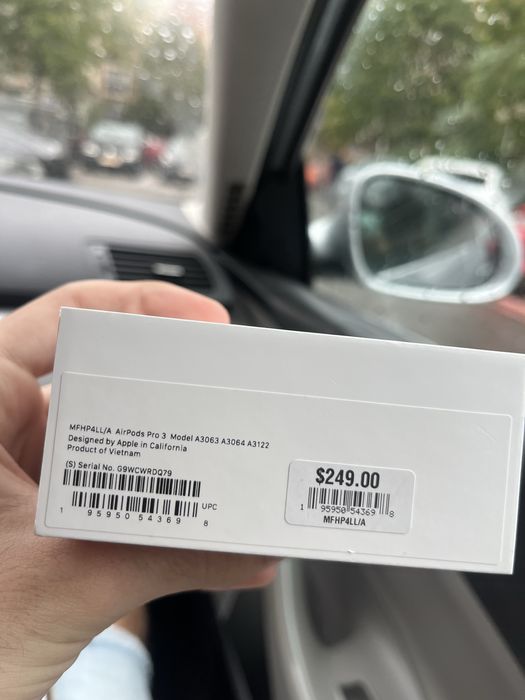 MFHP4LL/A AirPods Pro 3 Model A3063 A3064 A3122
Designed by Apple in California
Product of Vietnam
(S) Serial No. G9WCWRDQ79
UPC
1 95950 54369 8
$249.00
1 95950 54369 8
MFHP4LL/A